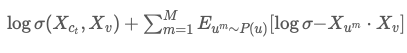 log σ(X_{c_t}, X_v) + ∑_{m=1}^{M} E_{u^m∼P(u)}[log σ−X_{u^m} · X_v]